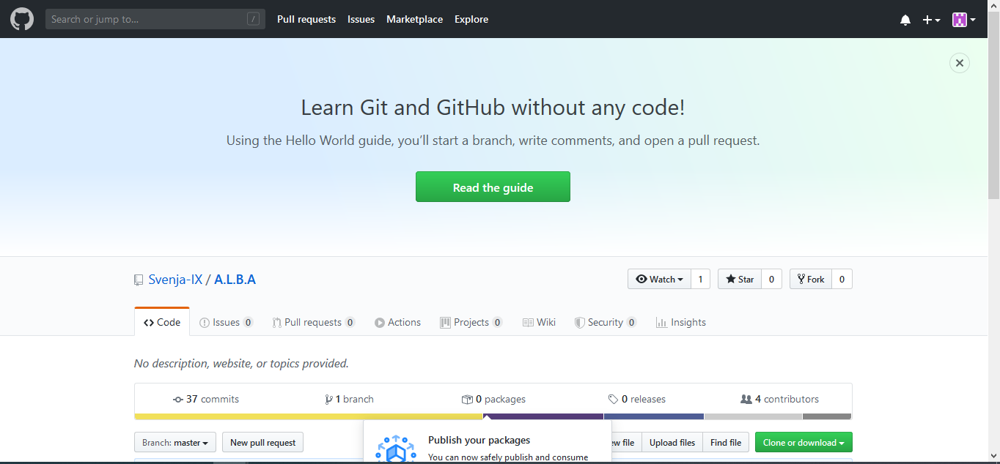 Search or jump to... /
Pull requests Issues Marketplace Explore
Learn Git and GitHub without any code!
Using the Hello World guide, you’ll start a branch, write comments, and open a pull request.
Read the guide
Svenja-IX / A.L.B.A
Watch 1 Star 0 Fork 0
Code Issues 0 Pull requests 0 Actions Projects 0 Wiki Security 0 Insights
No description, website, or topics provided.
37 commits 1 branch 0 packages 0 releases 4 contributors
Branch: master New pull request
file Upload files Find file Clone or download
Publish your packages
You can now safely publish and consume